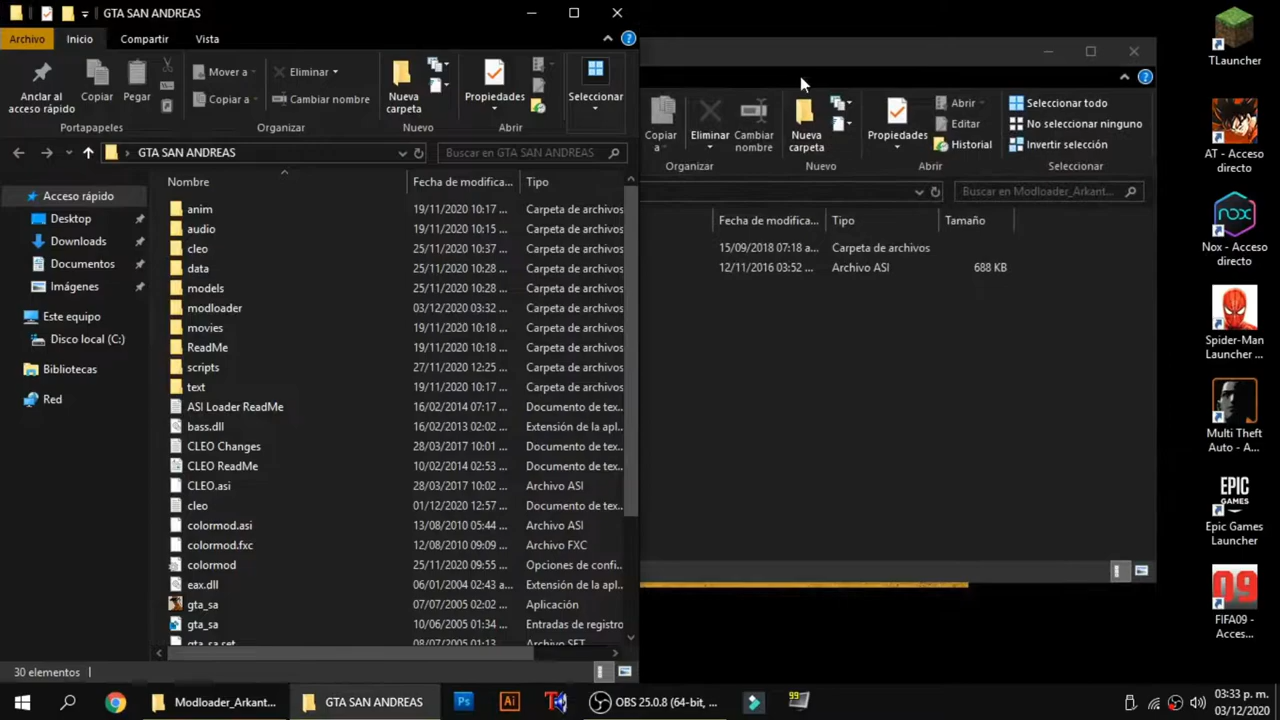 GTA SAN ANDREAS
Archivo Inicio Compartir Vista
Anclar al acceso rápido
Copiar
Pegar
Mover a
Copiar a
Eliminar
Cambiar nombre
Nueva carpeta
Propiedades
Seleccionar
Portapapeles Organizar Nuevo Abrir
GTA SAN ANDREAS
Buscar en GTA SAN ANDREAS
Acceso rápido
Desktop
Downloads
Documentos
Imágenes
Este equipo
Disco local (C:)
Bibliotecas
Red
Nombre Fecha de modifica... Tipo
anim 19/11/2020 10:17 ... Carpeta de archivos
audio 19/11/2020 10:15 ... Carpeta de archivos
cleo 25/11/2020 10:37 ... Carpeta de archivos
data 25/11/2020 10:28 ... Carpeta de archivos
models 25/11/2020 10:28 ... Carpeta de archivos
modloader 03/12/2020 03:32 ... Carpeta de archivos
movies 19/11/2020 10:18 ... Carpeta de archivos
ReadMe 19/11/2020 10:18 ... Carpeta de archivos
scripts 27/11/2020 12:25 ... Carpeta de archivos
text 19/11/2020 10:17 ... Carpeta de archivos
ASI Loader ReadMe 16/02/2014 07:17 ... Documento de tex...
bass.dll 16/02/2013 02:02 ... Extensión de la apl...
CLEO Changes 28/03/2017 10:01 ... Documento de tex...
CLEO ReadMe 10/02/2014 02:53 ... Documento de tex...
CLEO.asi 28/03/2017 10:02 ... Archivo ASI
cleo 01/12/2020 12:57 ... Documento de tex...
colormod.asi 13/08/2010 05:44 ... Archivo ASI
colormod.fxc 12/08/2010 09:09 ... Archivo FXC
colormod 25/11/2020 09:55 ... Opciones de confi...
eax.dll 06/01/2004 02:43 a... Extensión de la apl...
gta_sa 07/07/2005 02:02 ... Aplicación
gta_sa 10/06/2005 01:34 ... Entradas de registro
gta_sa.set 08/07/2005 01:13 ... Archivo SET
30 elementos
Copiar a
Eliminar
Cambiar nombre
Nueva carpeta
Propiedades
Abrir
Editar
Historial
Seleccionar todo
No seleccionar ninguno
Invertir selección
Organizar Nuevo Abrir Seleccionar
Buscar en Modloader_Arkant...
Fecha de modifica... Tipo Tamaño
15/09/2018 07:18 a... Carpeta de archivos
12/11/2016 03:52 ... Archivo ASI 688 KB
TLauncher
AT - Acceso directo
nox
Nox - Acceso directo
Spider-Man Launcher ...
Multi Theft Auto - A...
EPIC GAMES
Epic Games Launcher
09
FIFA09 - Acces...
Modloader_Arkant...
GTA SAN ANDREAS
Ps
Ai
OBS 25.0.8 (64-bit, ...
99
03:33 p. m.
03/12/2020